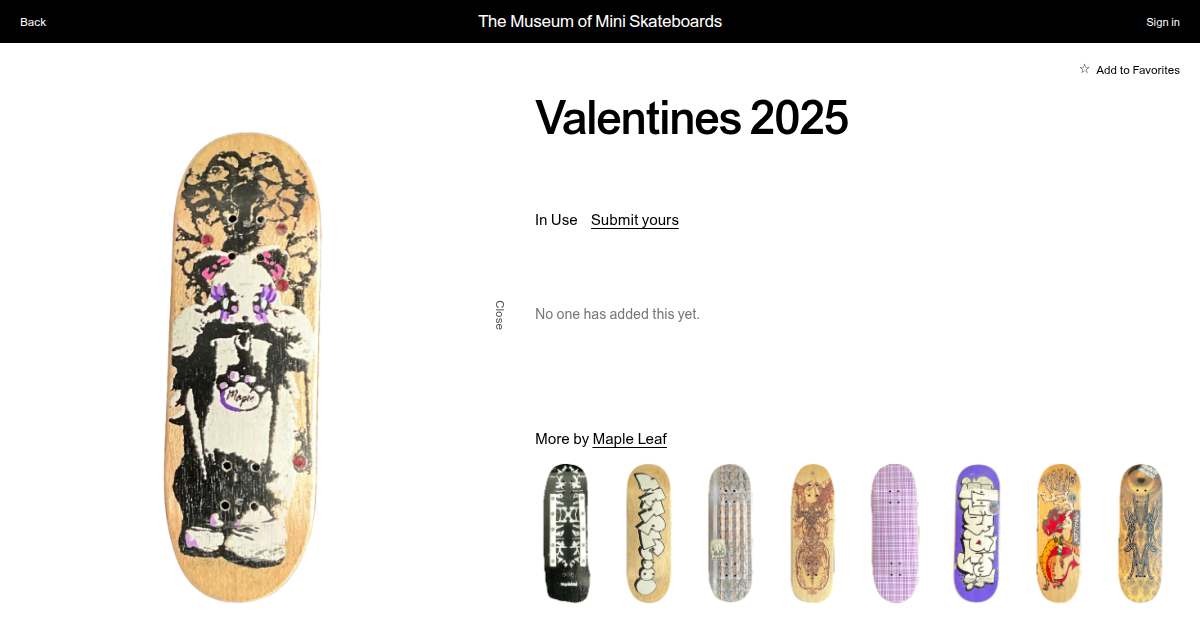 Back
The Museum of Mini Skateboards
Sign in
☆ Add to Favorites
Valentines 2025
In Use Submit yours
Close
No one has added this yet.
Maple
More by Maple Leaf